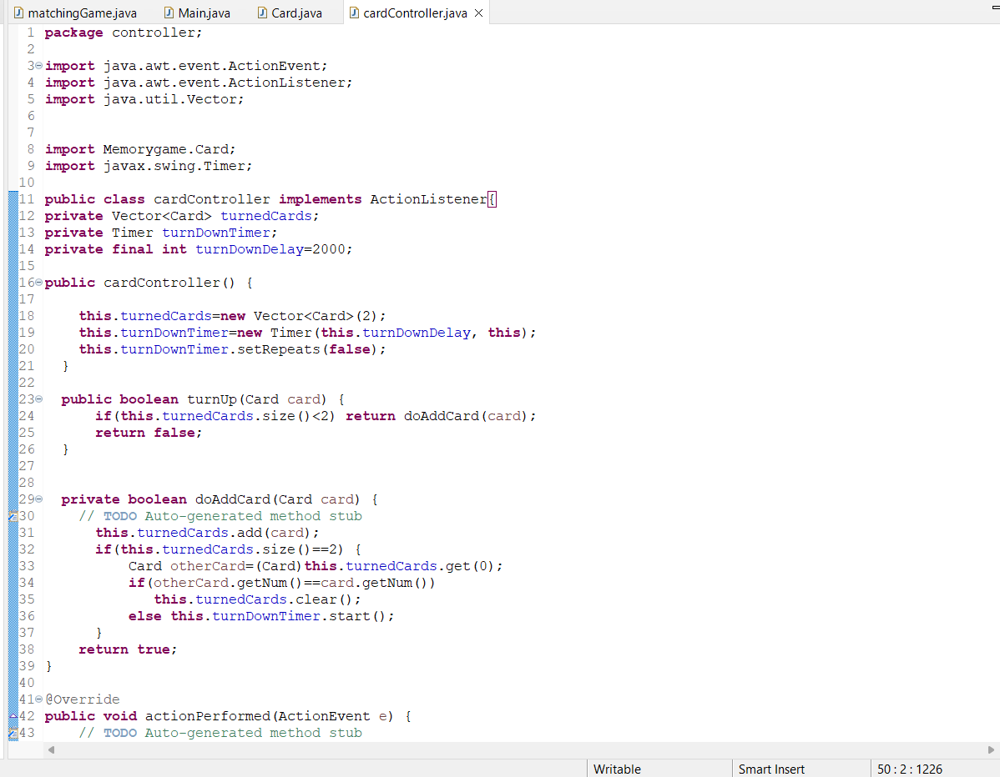 matchingGame.java Main.java Card.java cardController.java
1 package controller;
2
3 import java.awt.event.ActionEvent;
4 import java.awt.event.ActionListener;
5 import java.util.Vector;
6
7
8 import Memorygame.Card;
9 import javax.swing.Timer;
10
11 public class cardController implements ActionListener{
12 private Vector<Card> turnedCards;
13 private Timer turnDownTimer;
14 private final int turnDownDelay=2000;
15
16 public cardController() {
17
18     this.turnedCards=new Vector<Card>(2);
19     this.turnDownTimer=new Timer(this.turnDownDelay, this);
20     this.turnDownTimer.setRepeats(false);
21   }
22
23   public boolean turnUp(Card card) {
24       if(this.turnedCards.size()<2) return doAddCard(card);
25       return false;
26   }
27
28
29   private boolean doAddCard(Card card) {
30     // TODO Auto-generated method stub
31       this.turnedCards.add(card);
32       if(this.turnedCards.size()==2) {
33           Card otherCard=(Card)this.turnedCards.get(0);
34           if(otherCard.getNum()==card.getNum())
35              this.turnedCards.clear();
36           else this.turnDownTimer.start();
37       }
38     return true;
39 }
40
41 @Override
42 public void actionPerformed(ActionEvent e) {
43     // TODO Auto-generated method stub
Writable Smart Insert 50 : 2 : 1226